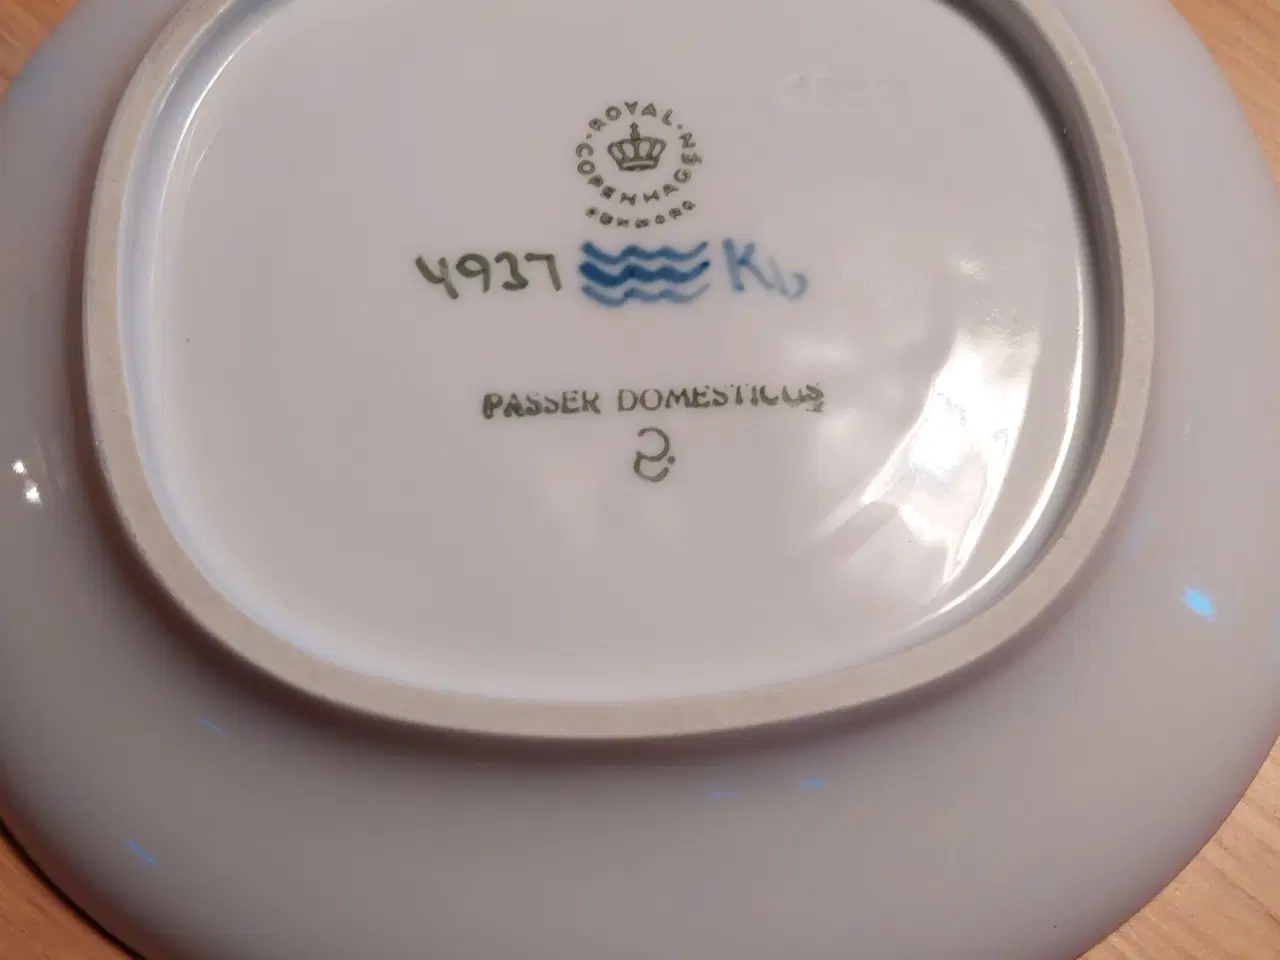 ROYAL COPENHAGEN
DENMARK
4937 Kb
PASSER DOMESTICUS